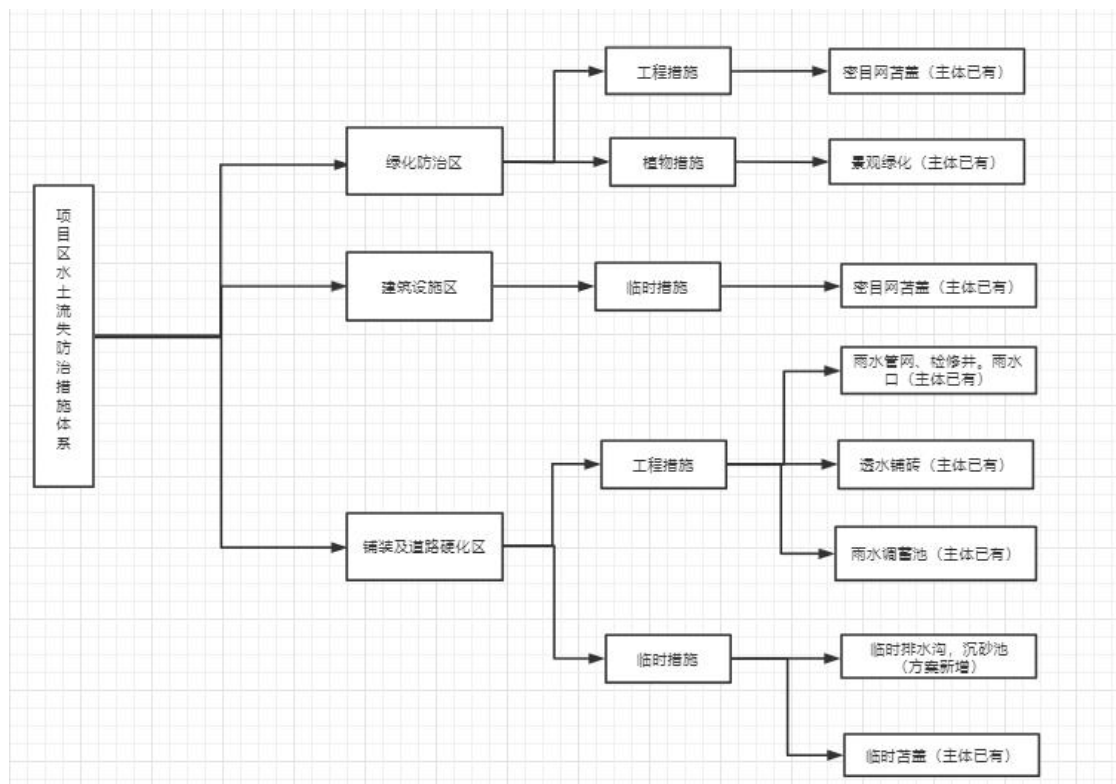 项目区水土流失防治措施体系
绿化防治区
工程措施
密目网苫盖（主体已有）
植物措施
景观绿化（主体已有）
建筑设施区
临时措施
密目网苫盖（主体已有）
铺装及道路硬化区
工程措施
雨水管网、检修井。雨水
口（主体已有）
透水铺砖（主体已有）
雨水调蓄池（主体已有）
临时措施
临时排水沟，沉砂池
（方案新增）
临时苫盖（主体已有）